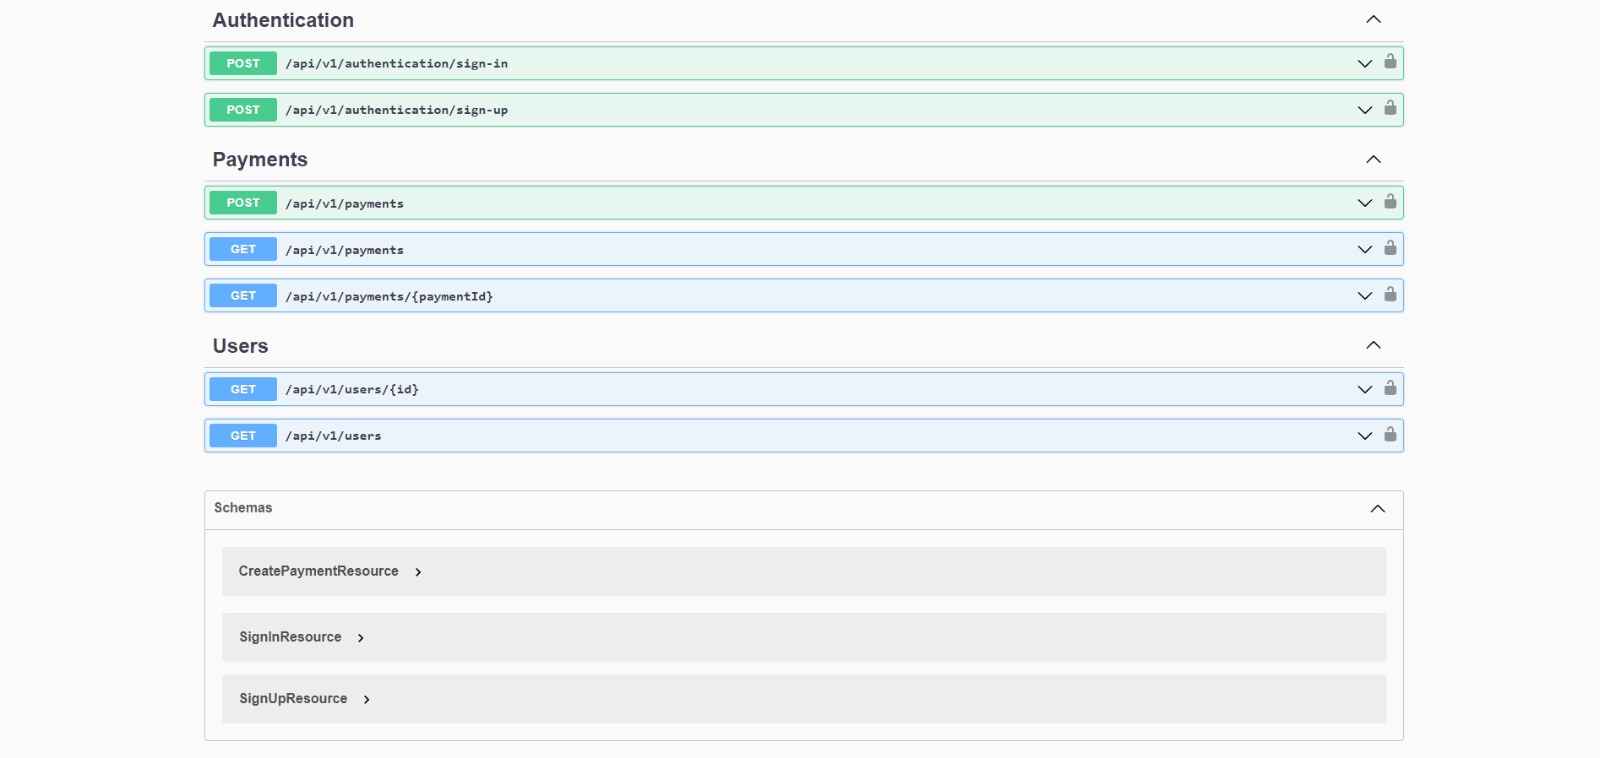 Authentication
POST /api/v1/authentication/sign-in
POST /api/v1/authentication/sign-up
Payments
POST /api/v1/payments
GET /api/v1/payments
GET /api/v1/payments/{paymentId}
Users
GET /api/v1/users/{id}
GET /api/v1/users
Schemas
CreatePaymentResource
SignInResource
SignUpResource